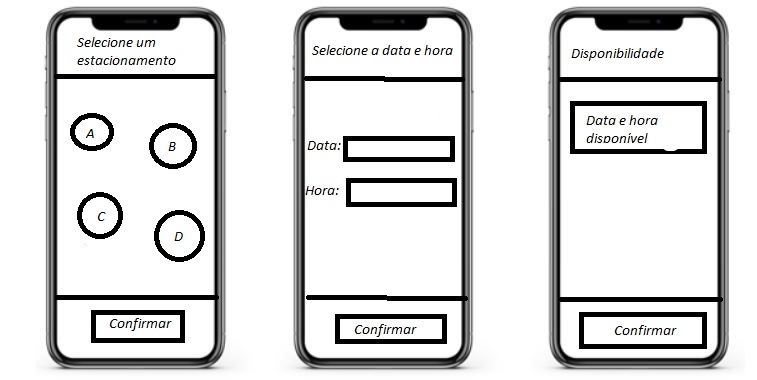 Selecione um
estacionamento
A
B
C
D
Confirmar
Selecione a data e hora
Data:
Hora:
Confirmar
Disponibilidade
Data e hora
disponível
Confirmar